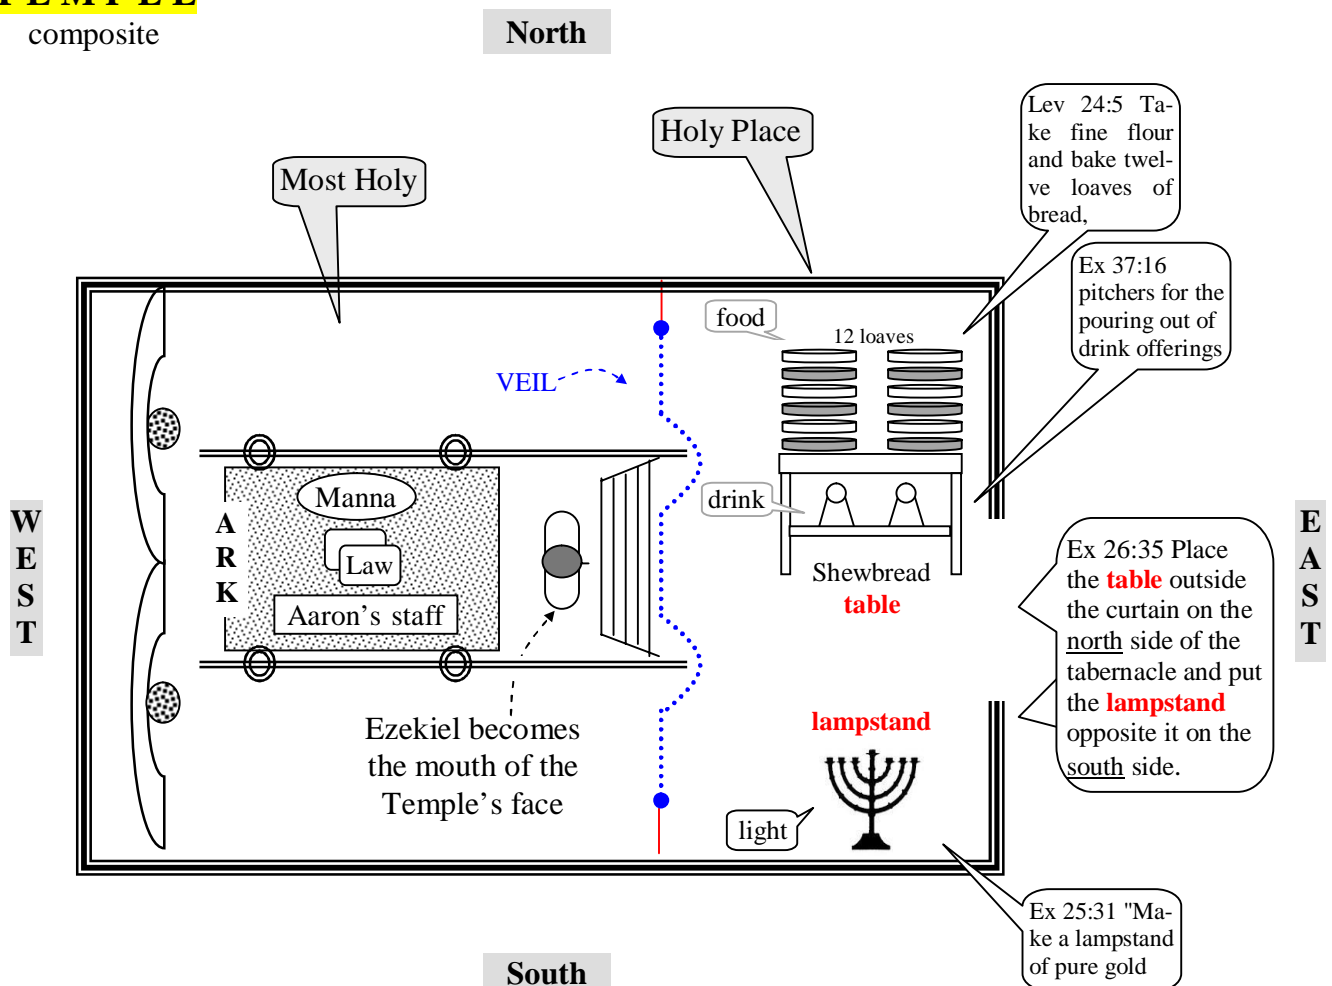 TEMPLE
composite
North
Most Holy
Holy Place
Lev 24:5 Ta-
ke fine flour
and bake twel-
ve loaves of
bread,
Ex 37:16
pitchers for the
pouring out of
drink offerings
food
12 loaves
VEIL
drink
Shewbread
table
WEST
ARK
Manna
Law
Aaron’s staff
EAST
Ex 26:35 Place
the table outside
the curtain on the
north side of the
tabernacle and put
the lampstand
opposite it on the
south side.
Ezekiel becomes
the mouth of the
Temple’s face
lampstand
light
Ex 25:31 "Ma-
ke a lampstand
of pure gold
South